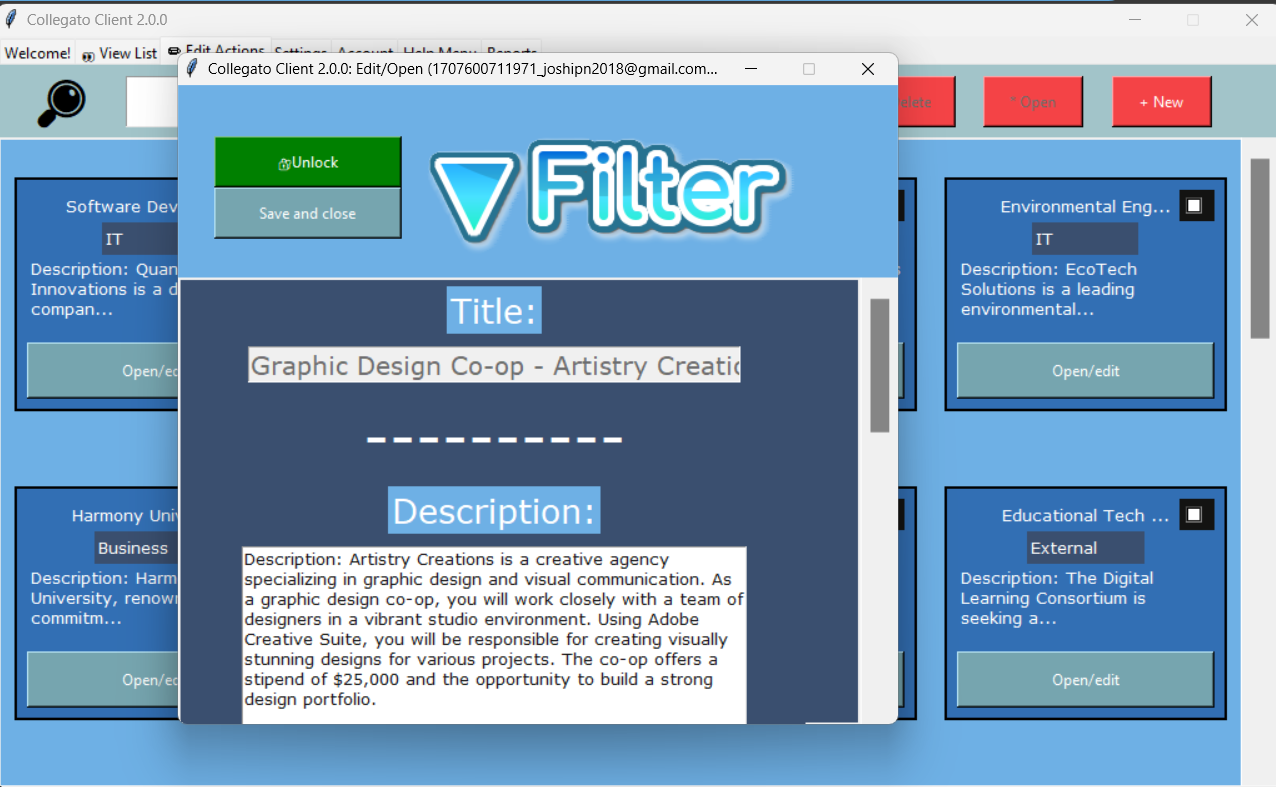 Collegato Client 2.0.0
Welcome!
View List
Edit Actions
Settings
Account
Help Menu
Reports
Collegato Client 2.0.0: Edit/Open (1707600711971_joshipn2018@gmail.com...
Open
+ New
Unlock
Save and close
Filter
Title:
Graphic Design Co-op - Artistry
----------
Description:
Description: Artistry Creations is a creative agency
specializing in graphic design and visual communication. As
a graphic design co-op, you will work closely with a team of
designers in a vibrant studio environment. Using Adobe
Creative Suite, you will be responsible for creating visually
stunning designs for various projects. The co-op offers a
stipend of $25,000 and the opportunity to build a strong
design portfolio.
Software Dev
IT
Description: Quan
Innovations is a d
compan...
Open/ed
Environmental Eng...
IT
Description: EcoTech
Solutions is a leading
environmental...
Open/edit
Harmony Univ
Business
Description: Harm
University, renow
commitm...
Open/ed
Educational Tech ...
External
Description: The Digital
Learning Consortium is
seeking a...
Open/edit